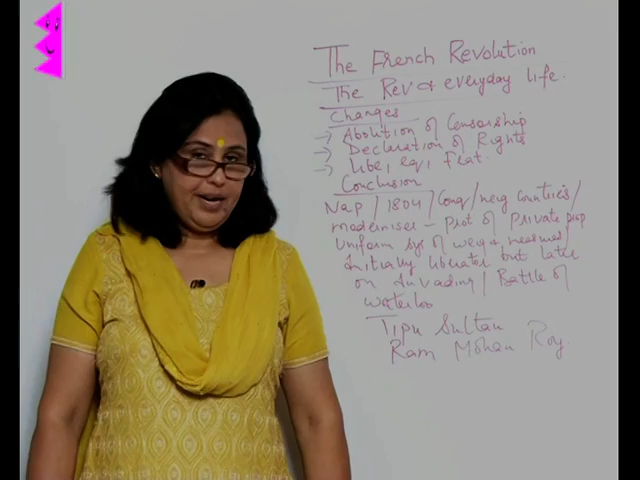 The French Revolution
The Rev & everyday life.
Changes
→ Abolition of Censorship
→ Declaration of Rights
→ Libe, eq, frat.
Conclusion
Nap / 1804 / Conq / neig countries /
moderniser - prot of private prop
Uniform sys of weig & measures /
Initially liberator but later
on Invading / Battle of
Waterloo
Tipu Sultan
Ram Mohan Roy